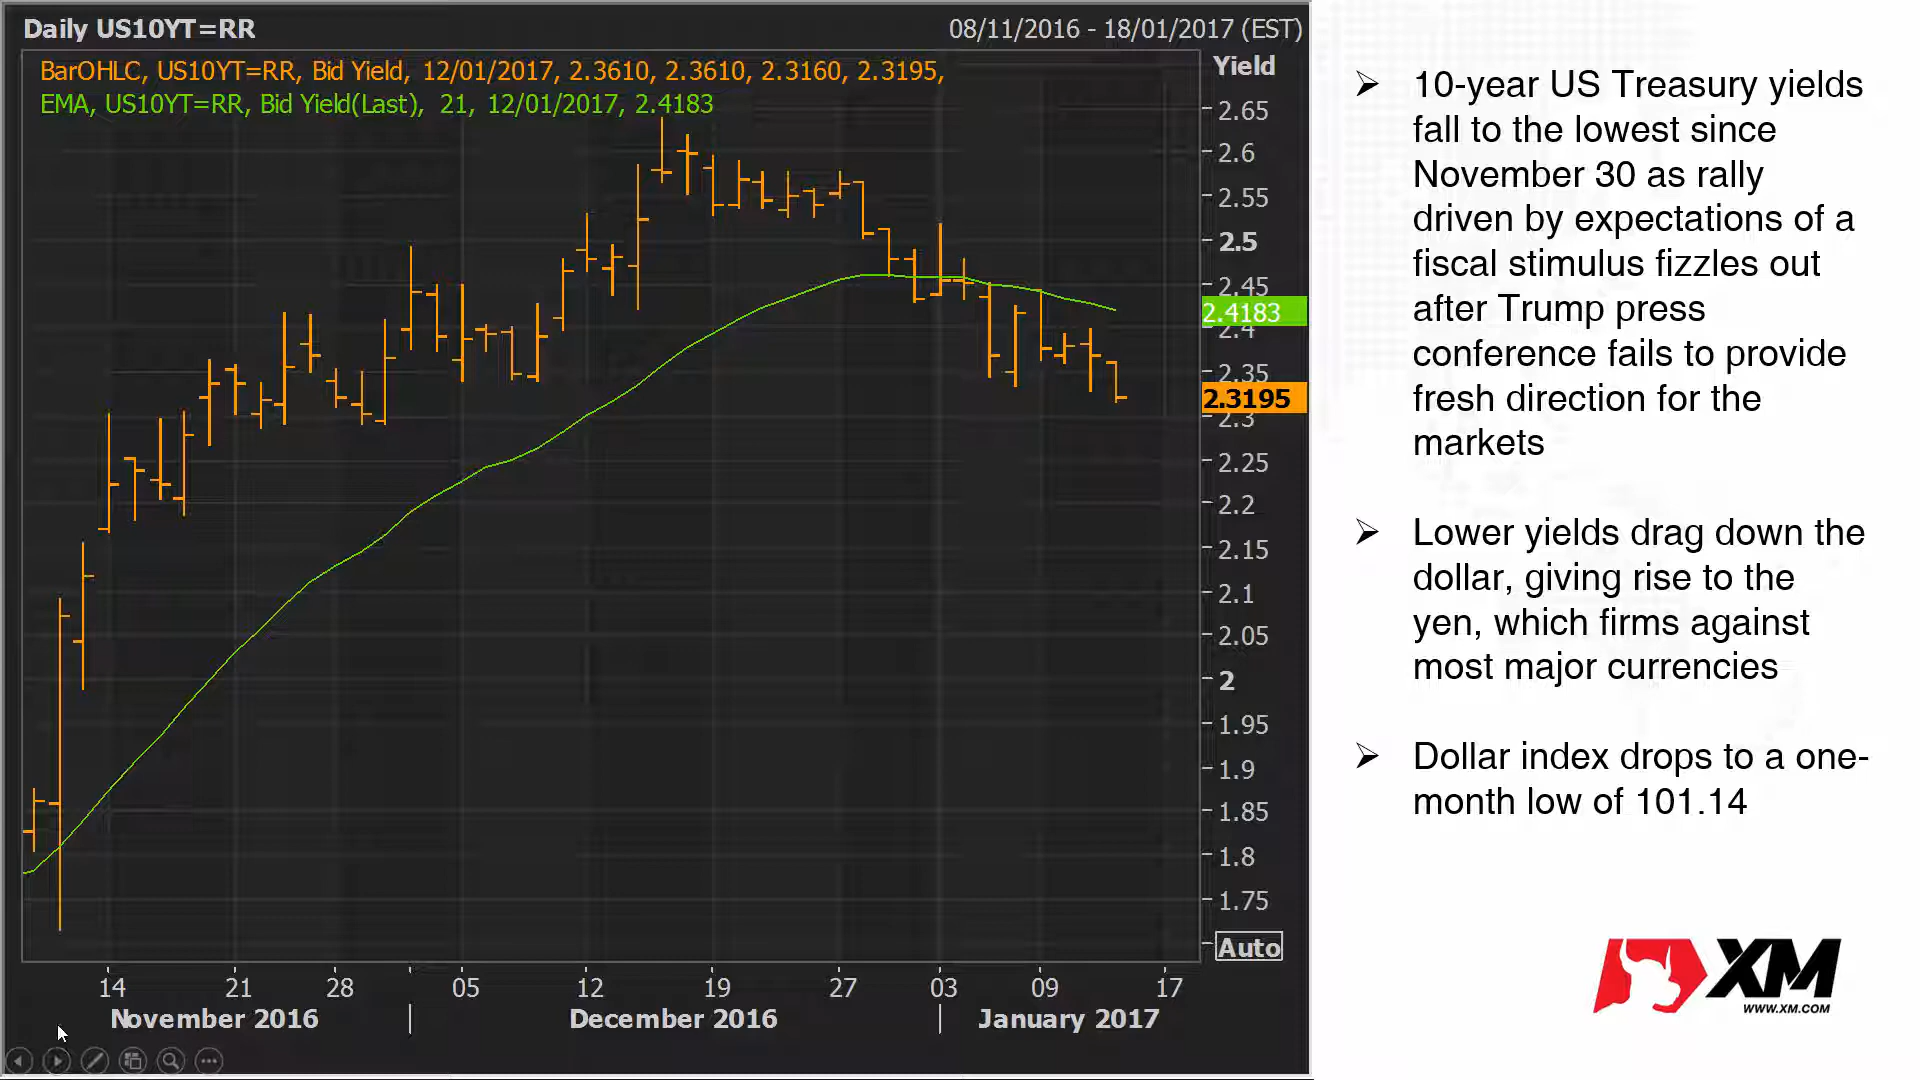 Daily US10YT=RR
08/11/2016 - 18/01/2017 (EST)
BarOHLC, US10YT=RR, Bid Yield, 12/01/2017, 2.3610, 2.3610, 2.3160, 2.3195,
EMA, US10YT=RR, Bid Yield(Last), 21, 12/01/2017, 2.4183
Yield
2.65
2.6
2.55
2.5
2.45
2.4183
2.4
2.35
2.3195
2.3
2.25
2.2
2.15
2.1
2.05
2
1.95
1.9
1.85
1.8
1.75
Auto
14 21 28 05 12 19 27 03 09 17
November 2016 December 2016 January 2017
➢ 10-year US Treasury yields
fall to the lowest since
November 30 as rally
driven by expectations of a
fiscal stimulus fizzles out
after Trump press
conference fails to provide
fresh direction for the
markets
➢ Lower yields drag down the
dollar, giving rise to the
yen, which firms against
most major currencies
➢ Dollar index drops to a one-
month low of 101.14
XM
WWW.XM.COM